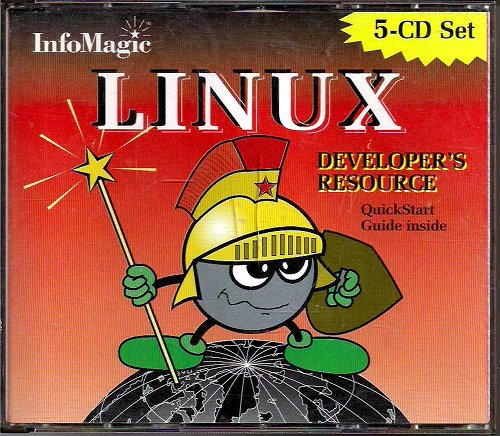 InfoMagic
5-CD Set
LINUX
DEVELOPER'S
RESOURCE
QuickStart
Guide inside